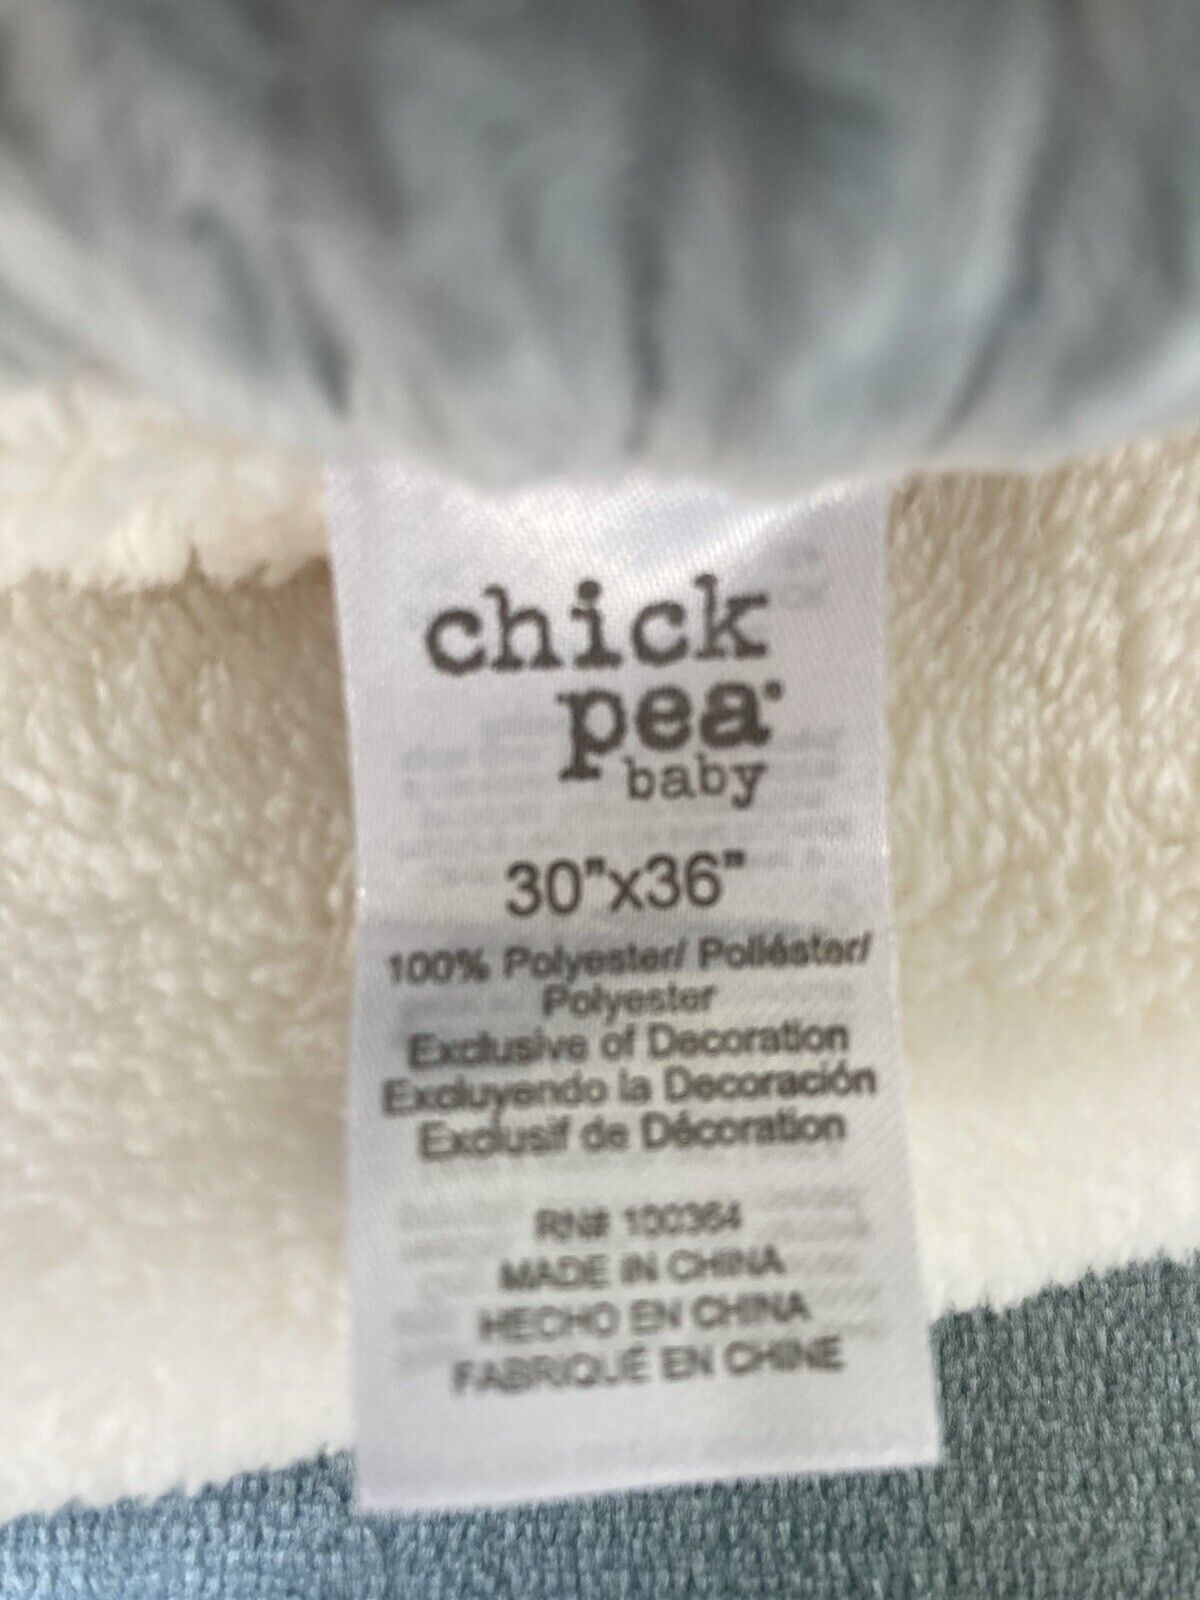 chick
pea
baby
30"x36"
100% Polyester/ Poliéster/
Polyester
Exclusive of Decoration
Excluyendo la Decoración
Exclusif de Décoration
RN# 100364
MADE IN CHINA
HECHO EN CHINA
FABRIQUÉ EN CHINE